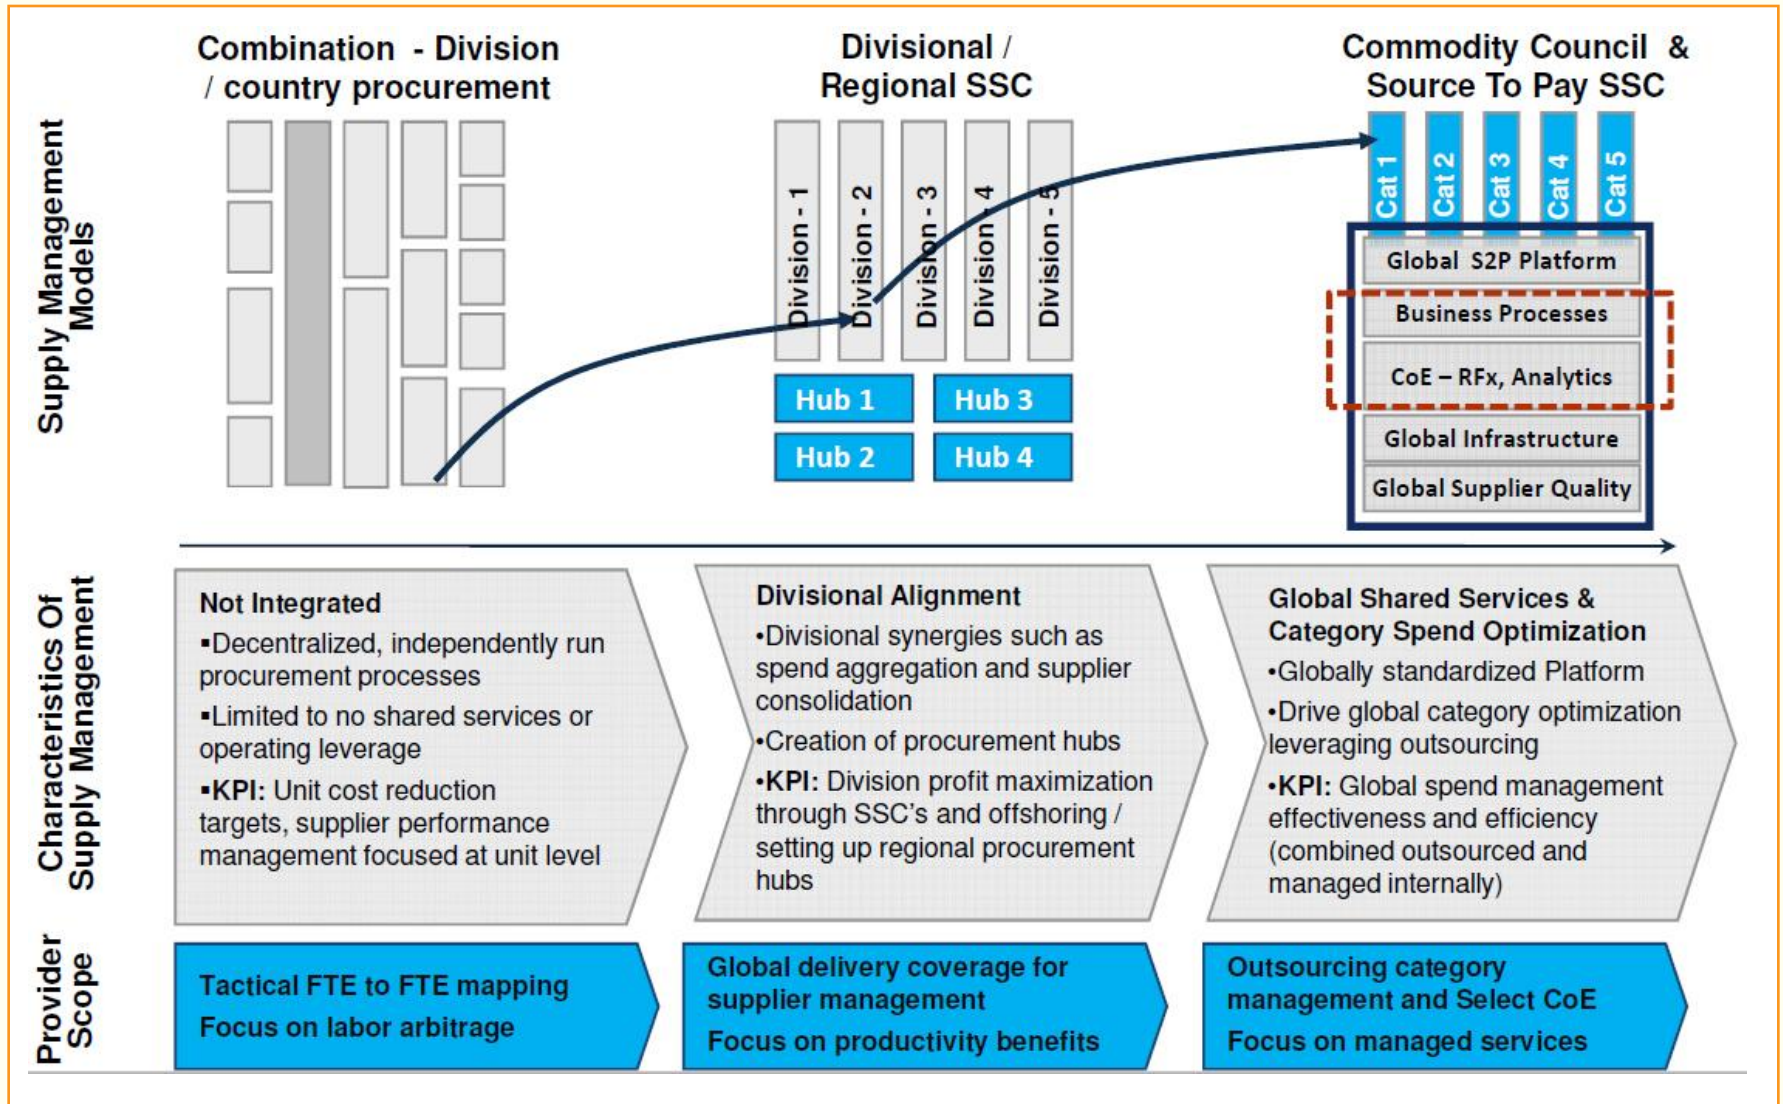 Combination - Division
/ country procurement
Divisional /
Regional SSC
Commodity Council &
Source To Pay SSC
Supply Management
Models
Division - 1
Division - 2
Division - 3
Division - 4
Division - 5
Hub 1
Hub 3
Hub 2
Hub 4
Cat 1
Cat 2
Cat 3
Cat 4
Cat 5
Global S2P Platform
Business Processes
CoE – RFx, Analytics
Global Infrastructure
Global Supplier Quality
Characteristics Of
Supply Management
Not Integrated
▪Decentralized, independently run
procurement processes
▪Limited to no shared services or
operating leverage
▪KPI: Unit cost reduction
targets, supplier performance
management focused at unit level
Divisional Alignment
•Divisional synergies such as
spend aggregation and supplier
consolidation
•Creation of procurement hubs
•KPI: Division profit maximization
through SSC's and offshoring /
setting up regional procurement
hubs
Global Shared Services &
Category Spend Optimization
•Globally standardized Platform
•Drive global category optimization
leveraging outsourcing
•KPI: Global spend management
effectiveness and efficiency
(combined outsourced and
managed internally)
Provider
Scope
Tactical FTE to FTE mapping
Focus on labor arbitrage
Global delivery coverage for
supplier management
Focus on productivity benefits
Outsourcing category
management and Select CoE
Focus on managed services